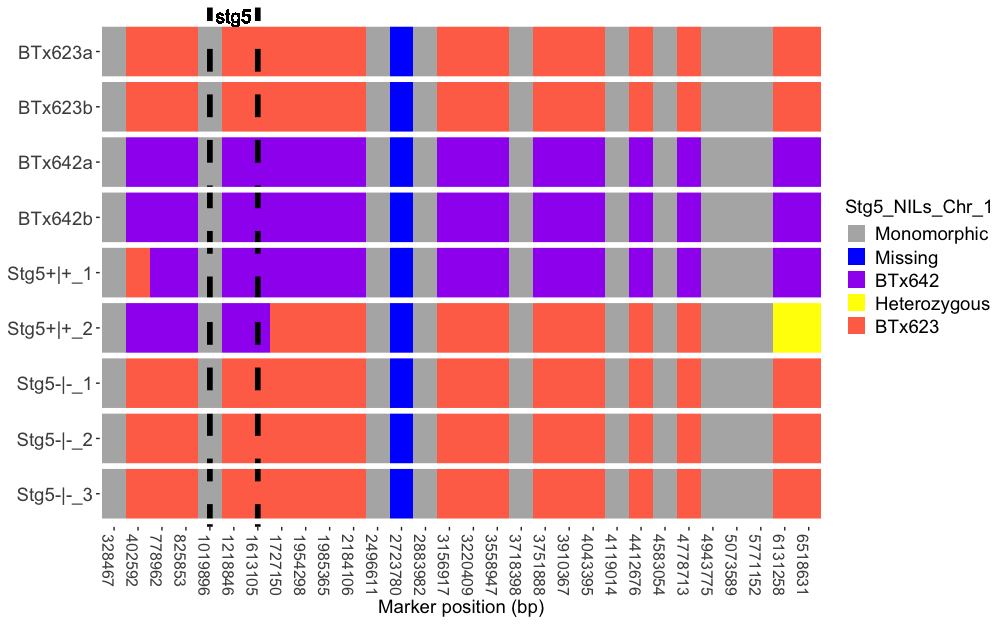 stg5
BTx623a
BTx623b
BTx642a
BTx642b
Stg5+|+_1
Stg5+|+_2
Stg5-|-_1
Stg5-|-_2
Stg5-|-_3
328467
402592
778962
825853
1019896
1218846
1613105
1727150
1954298
1985365
2184106
2496611
2723780
2883982
3156917
3220409
3558947
3718398
3751888
3910367
4043395
4119014
4412676
4583054
4778713
4943775
5073589
5771152
6131258
6518631
Marker position (bp)
Stg5_NILs_Chr_1
Monomorphic
Missing
BTx642
Heterozygous
BTx623